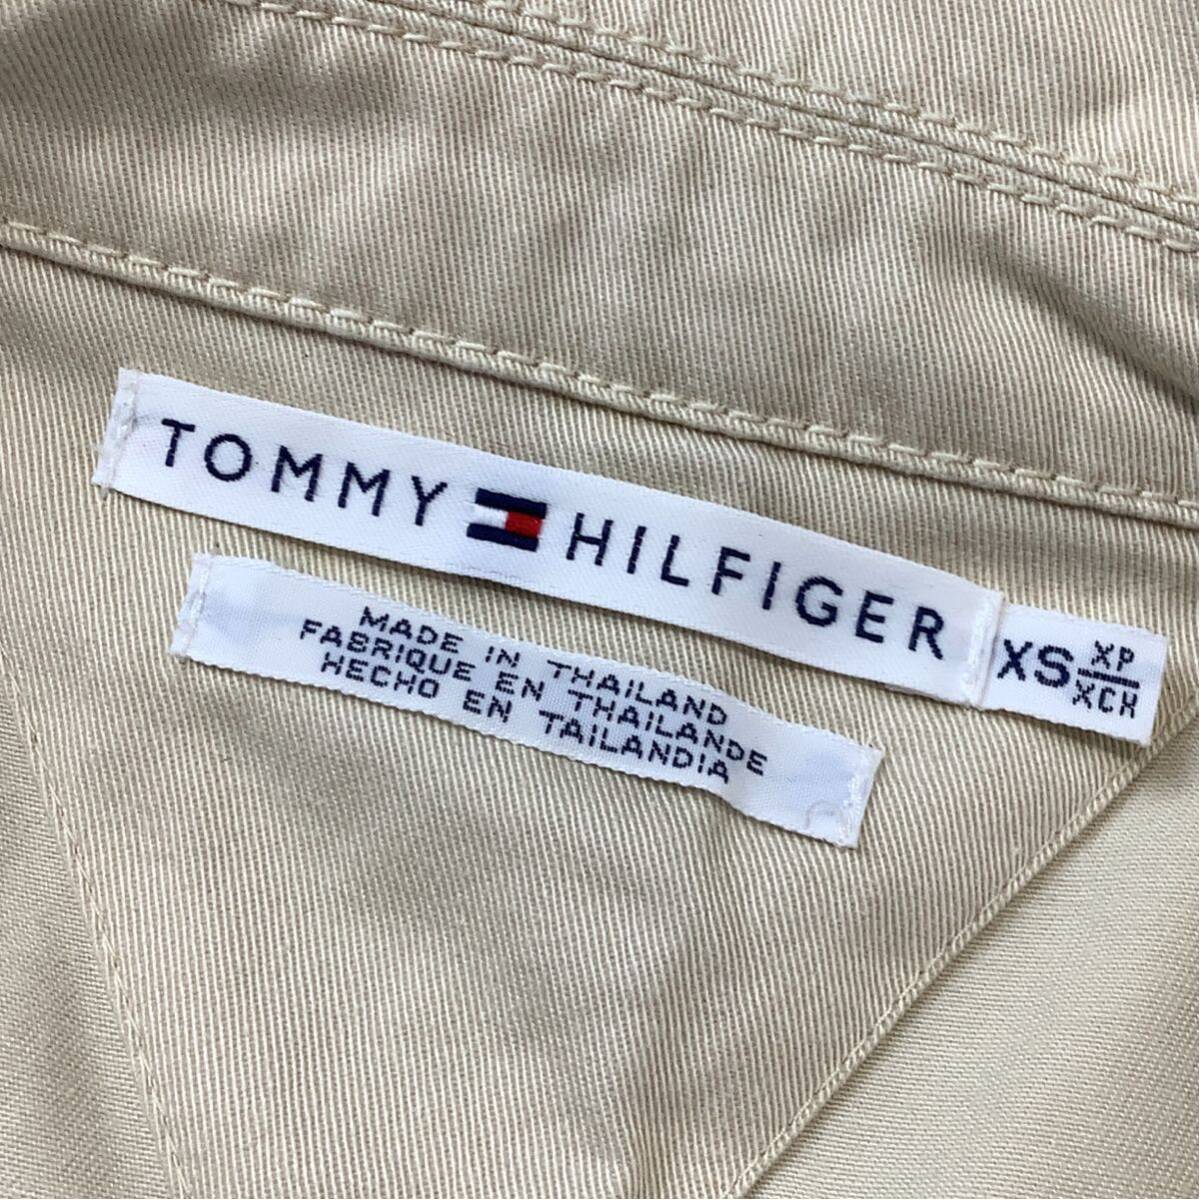 TOMMY HILFIGER
XS XP
XCH
MADE IN THAILAND
FABRIQUE EN THAILANDE
HECHO EN TAILANDIA